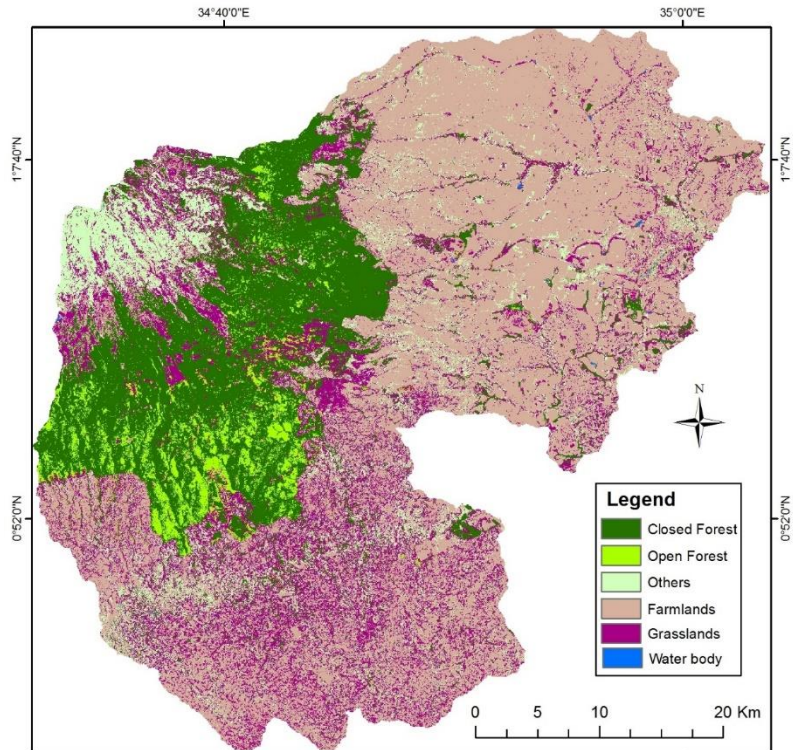 34°40'0"E 35°0'0"E
1°7'40"N 1°7'40"N
N
0°52'0"N 0°52'0"N
Legend
Closed Forest
Open Forest
Others
Farmlands
Grasslands
Water body
0 5 10 20 Km